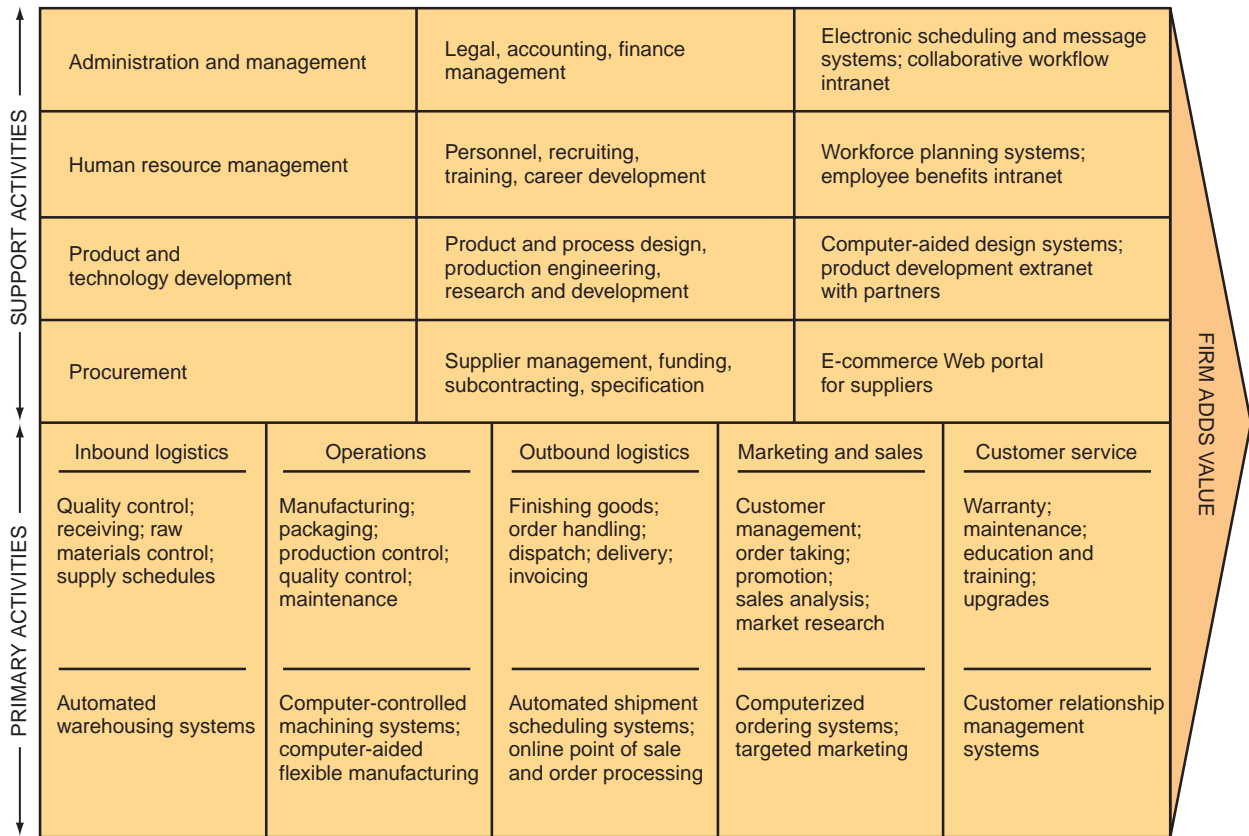 SUPPORT ACTIVITIES
Administration and management
Legal, accounting, finance
management
Electronic scheduling and message
systems; collaborative workflow
intranet
Human resource management
Personnel, recruiting,
training, career development
Workforce planning systems;
employee benefits intranet
Product and
technology development
Product and process design,
production engineering,
research and development
Computer-aided design systems;
product development extranet
with partners
Procurement
Supplier management, funding,
subcontracting, specification
E-commerce Web portal
for suppliers
PRIMARY ACTIVITIES
Inbound logistics
Quality control;
receiving; raw
materials control;
supply schedules
Automated
warehousing systems
Operations
Manufacturing;
packaging;
production control;
quality control;
maintenance
Computer-controlled
machining systems;
computer-aided
flexible manufacturing
Outbound logistics
Finishing goods;
order handling;
dispatch; delivery;
invoicing
Automated shipment
scheduling systems;
online point of sale
and order processing
Marketing and sales
Customer
management;
order taking;
promotion;
sales analysis;
market research
Computerized
ordering systems;
targeted marketing
Customer service
Warranty;
maintenance;
education and
training;
upgrades
Customer relationship
management
systems
FIRM ADDS VALUE